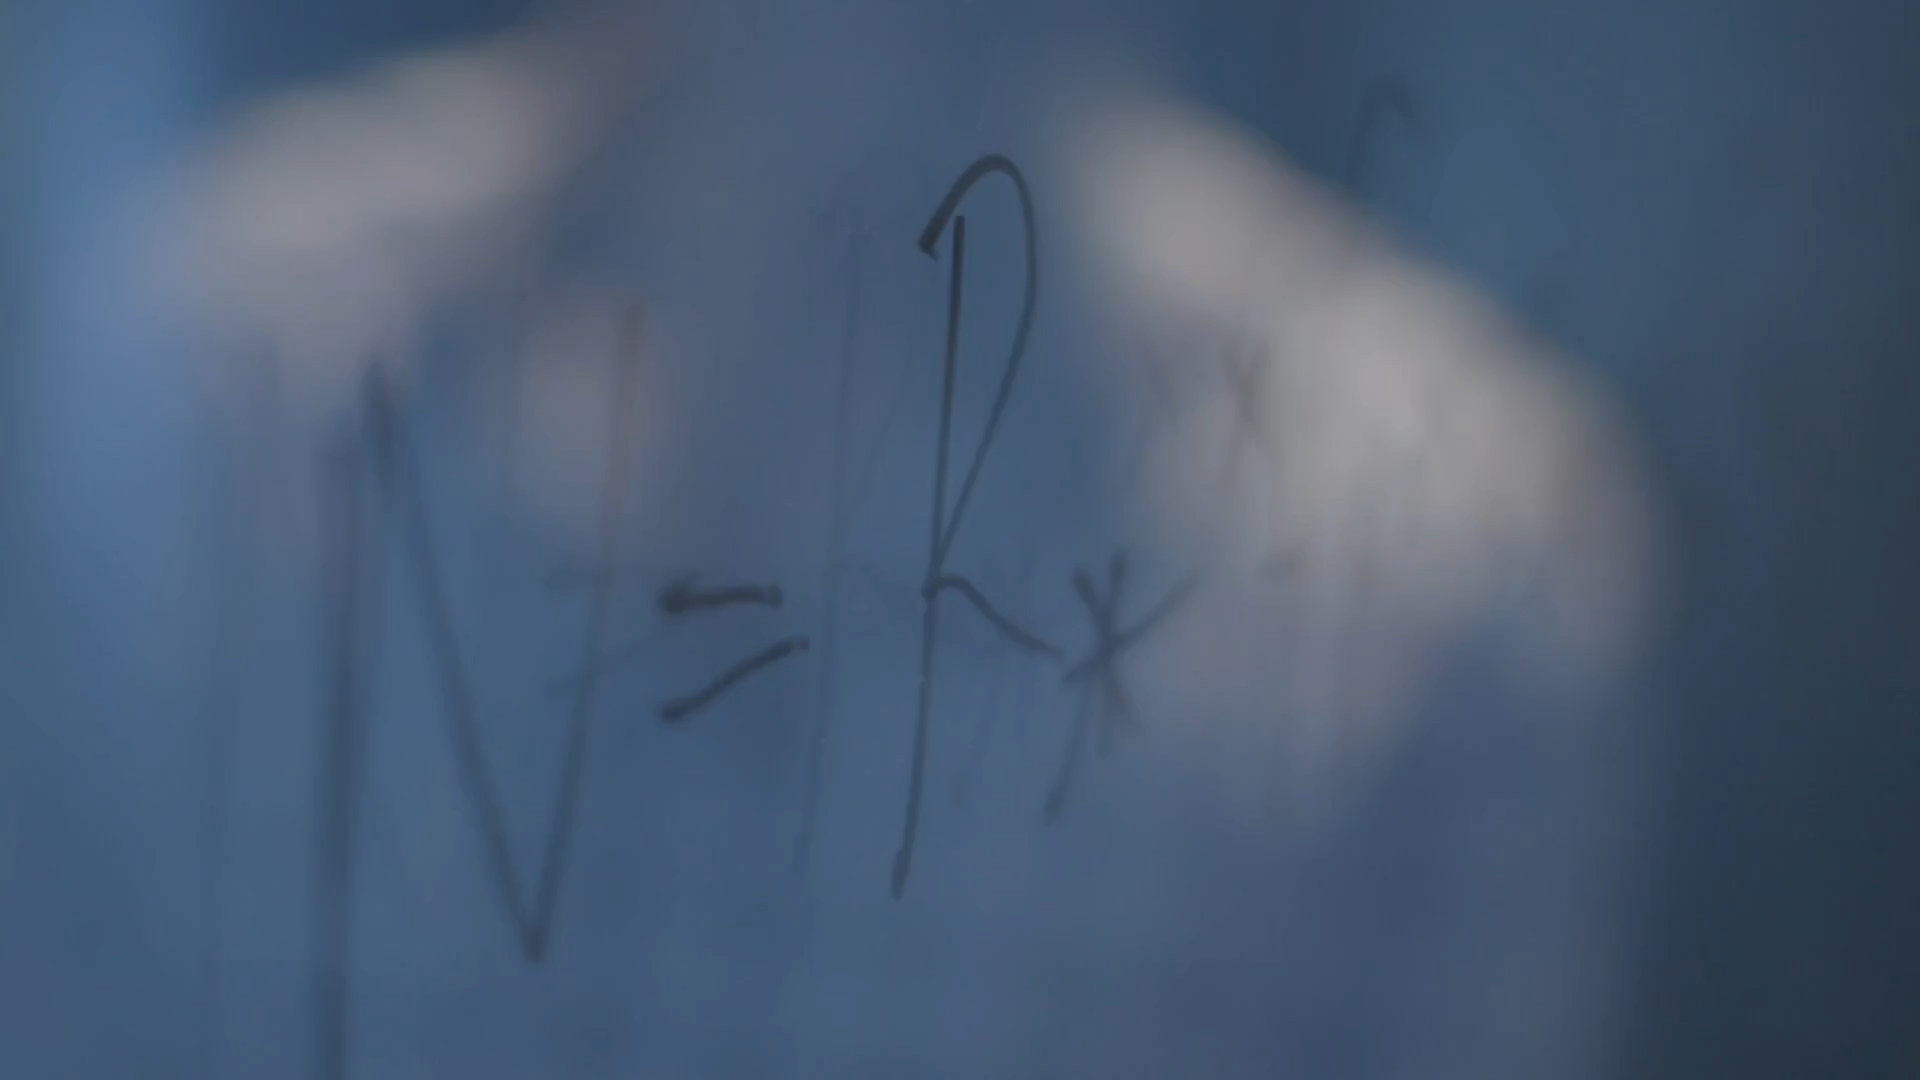 N = R*